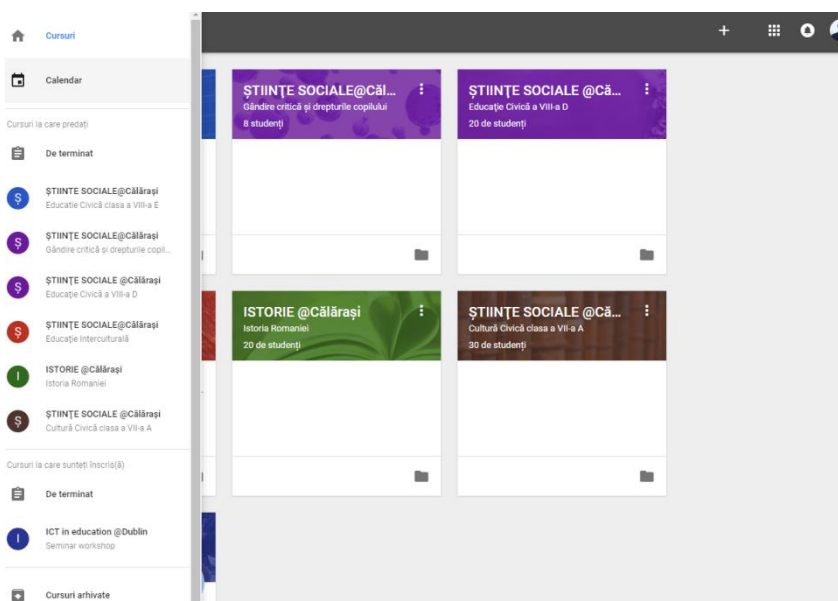 Cursuri
Calendar
Cursuri la care predați
De terminat
Ș
ȘTIINȚE SOCIALE@Călărași
Educatie Civică clasa a VIII-a E
Ș
ȘTIINȚE SOCIALE@Călărași
Gândire critică și drepturile copil...
Ș
ȘTIINȚE SOCIALE @Călărași
Educație Civică a VIII-a D
Ș
ȘTIINȚE SOCIALE@Călărași
Educație Interculturală
I
ISTORIE @Călărași
Istoria Romaniei
Ș
ȘTIINȚE SOCIALE @Călărași
Cultură Civică clasa a VII-a A
Cursuri la care sunteți înscris(ă)
De terminat
I
ICT in education @Dublin
Seminar workshop
Cursuri arhivate
ȘTIINȚE SOCIALE@Căl...
Gândire critică și drepturile copilului
8 studenți
ȘTIINȚE SOCIALE @Că...
Educație Civică a VIII-a D
20 de studenți
ISTORIE @Călărași
Istoria Romaniei
20 de studenți
ȘTIINȚE SOCIALE @Că...
Cultură Civică clasa a VII-a A
30 de studenți